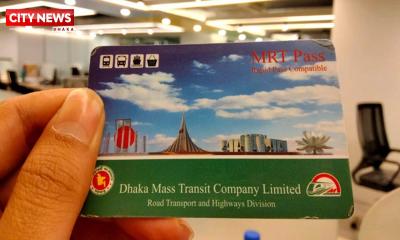 CITY NEWS
DHAKA
MRT Pass
Rapid Pass Compatible
Dhaka Mass Transit Company Limited
Road Transport and Highways Division